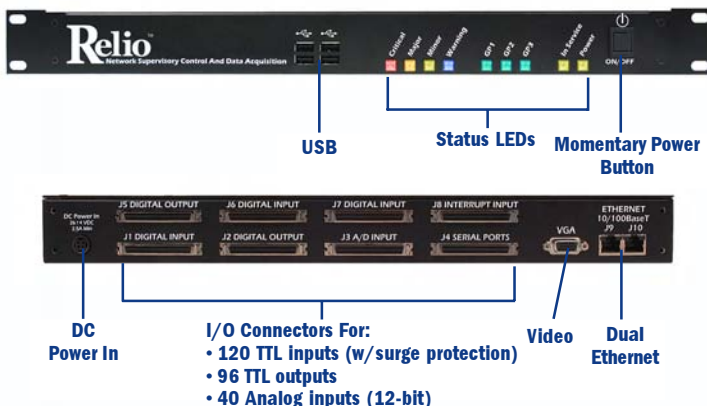 Relio™
Network Supervisory Control And Data Acquisition
Critical
Major
Minor
Warning
GP1
GP2
GP3
In Service
Power
ON/OFF
USB
Status LEDs
Momentary Power
Button
J5 DIGITAL OUTPUT
J6 DIGITAL INPUT
J7 DIGITAL INPUT
J8 INTERRUPT INPUT
ETHERNET
10/100BaseT
J9 J10
DC Power In
VGA
J1 DIGITAL INPUT
J2 DIGITAL OUTPUT
J3 A/D INPUT
J4 SERIAL PORTS
DC
Power In
I/O Connectors For:
• 120 TTL inputs (w/surge protection)
• 96 TTL outputs
• 40 Analog inputs (12-bit)
Video
Dual
Ethernet